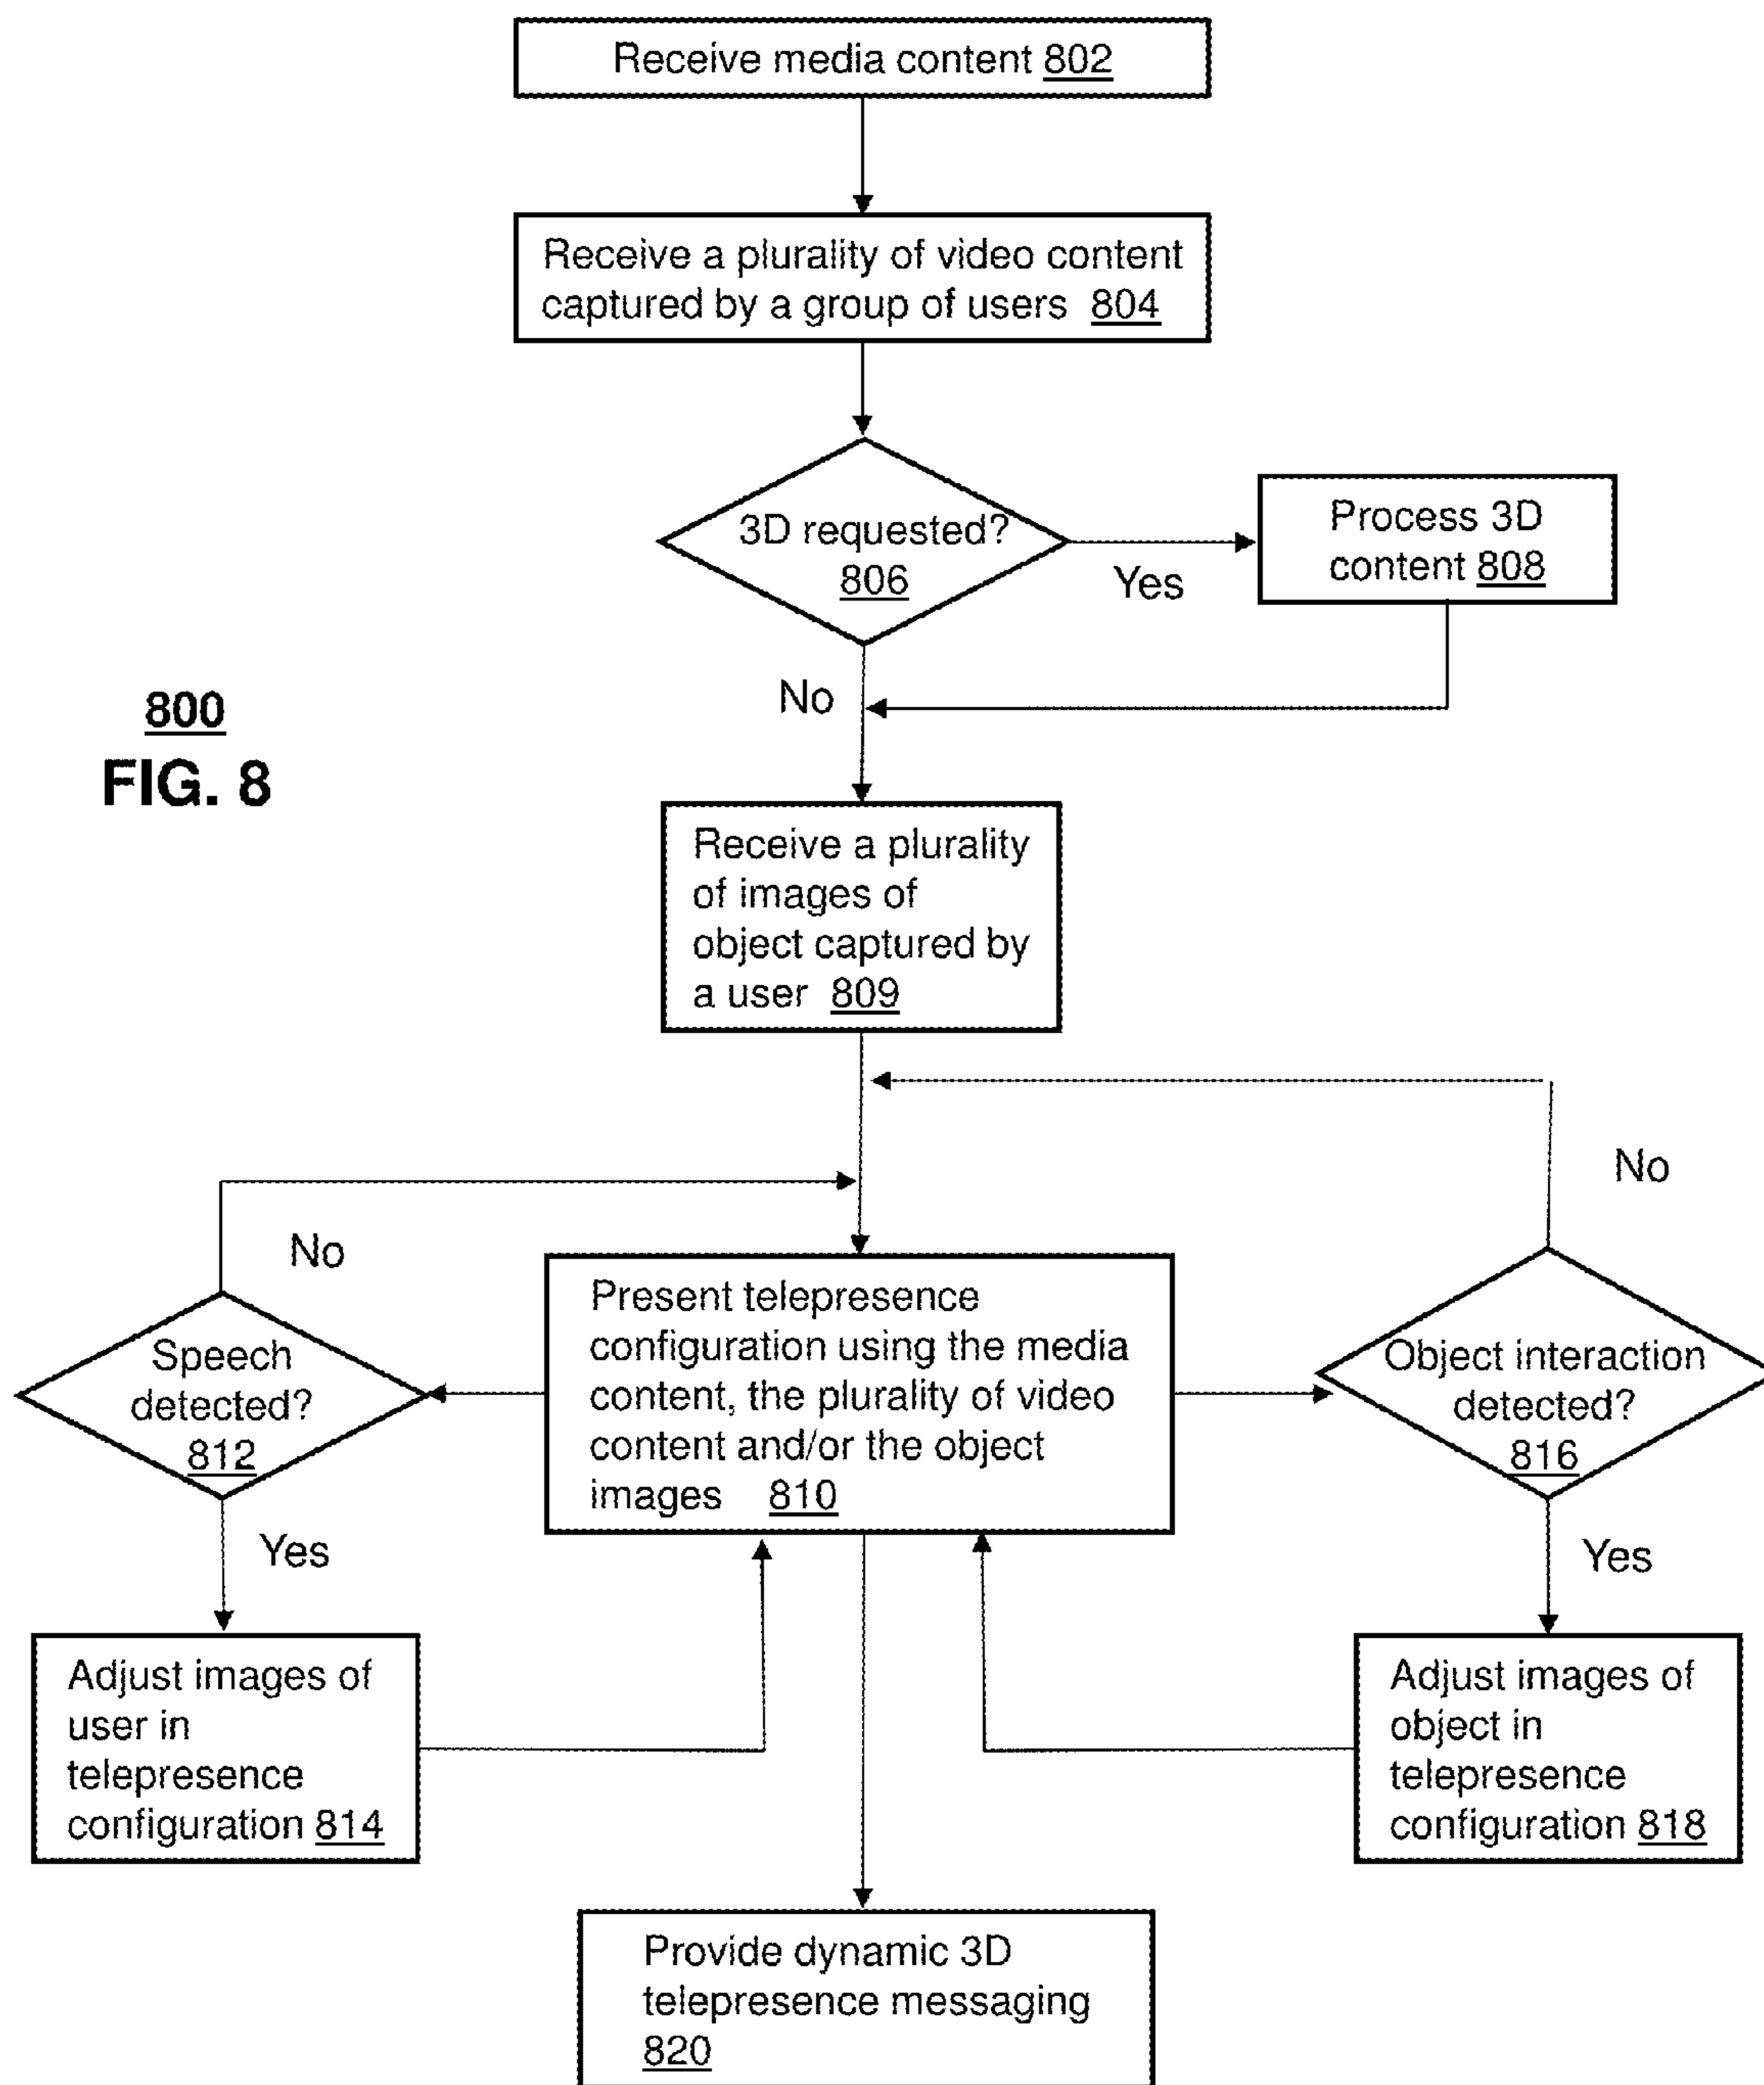 Receive media content 802
Receive a plurality of video content
captured by a group of users 804
3D requested?
806
Yes
Process 3D
content 808
No
800
FIG. 8
Receive a plurality
of images of
object captured by
a user 809
No
No
Speech
detected?
812
Present telepresence
configuration using the media
content, the plurality of video
content and/or the object
images 810
Object interaction
detected?
816
Yes
Yes
Adjust images of
user in
telepresence
configuration 814
Adjust images of
object in
telepresence
configuration 818
Provide dynamic 3D
telepresence messaging
820